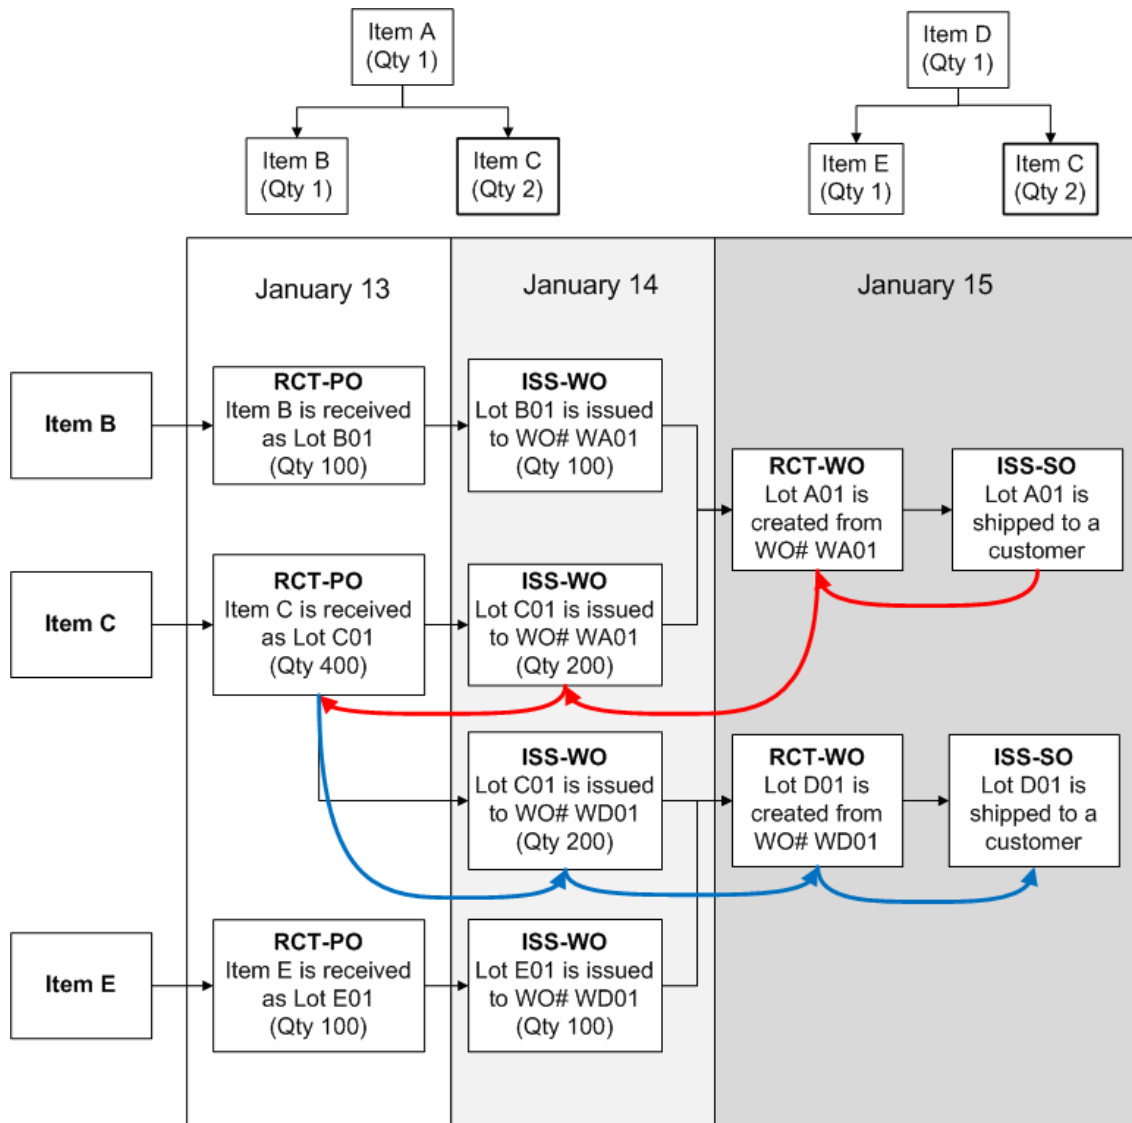 Item A
(Qty 1)
Item D
(Qty 1)
Item B
(Qty 1)
Item C
(Qty 2)
Item E
(Qty 1)
Item C
(Qty 2)
January 13
January 14
January 15
Item B
RCT-PO
Item B is received
as Lot B01
(Qty 100)
ISS-WO
Lot B01 is issued
to WO# WA01
(Qty 100)
RCT-WO
Lot A01 is
created from
WO# WA01
ISS-SO
Lot A01 is
shipped to a
customer
Item C
RCT-PO
Item C is received
as Lot C01
(Qty 400)
ISS-WO
Lot C01 is issued
to WO# WA01
(Qty 200)
ISS-WO
Lot C01 is issued
to WO# WD01
(Qty 200)
RCT-WO
Lot D01 is
created from
WO# WD01
ISS-SO
Lot D01 is
shipped to a
customer
Item E
RCT-PO
Item E is received
as Lot E01
(Qty 100)
ISS-WO
Lot E01 is issued
to WO# WD01
(Qty 100)